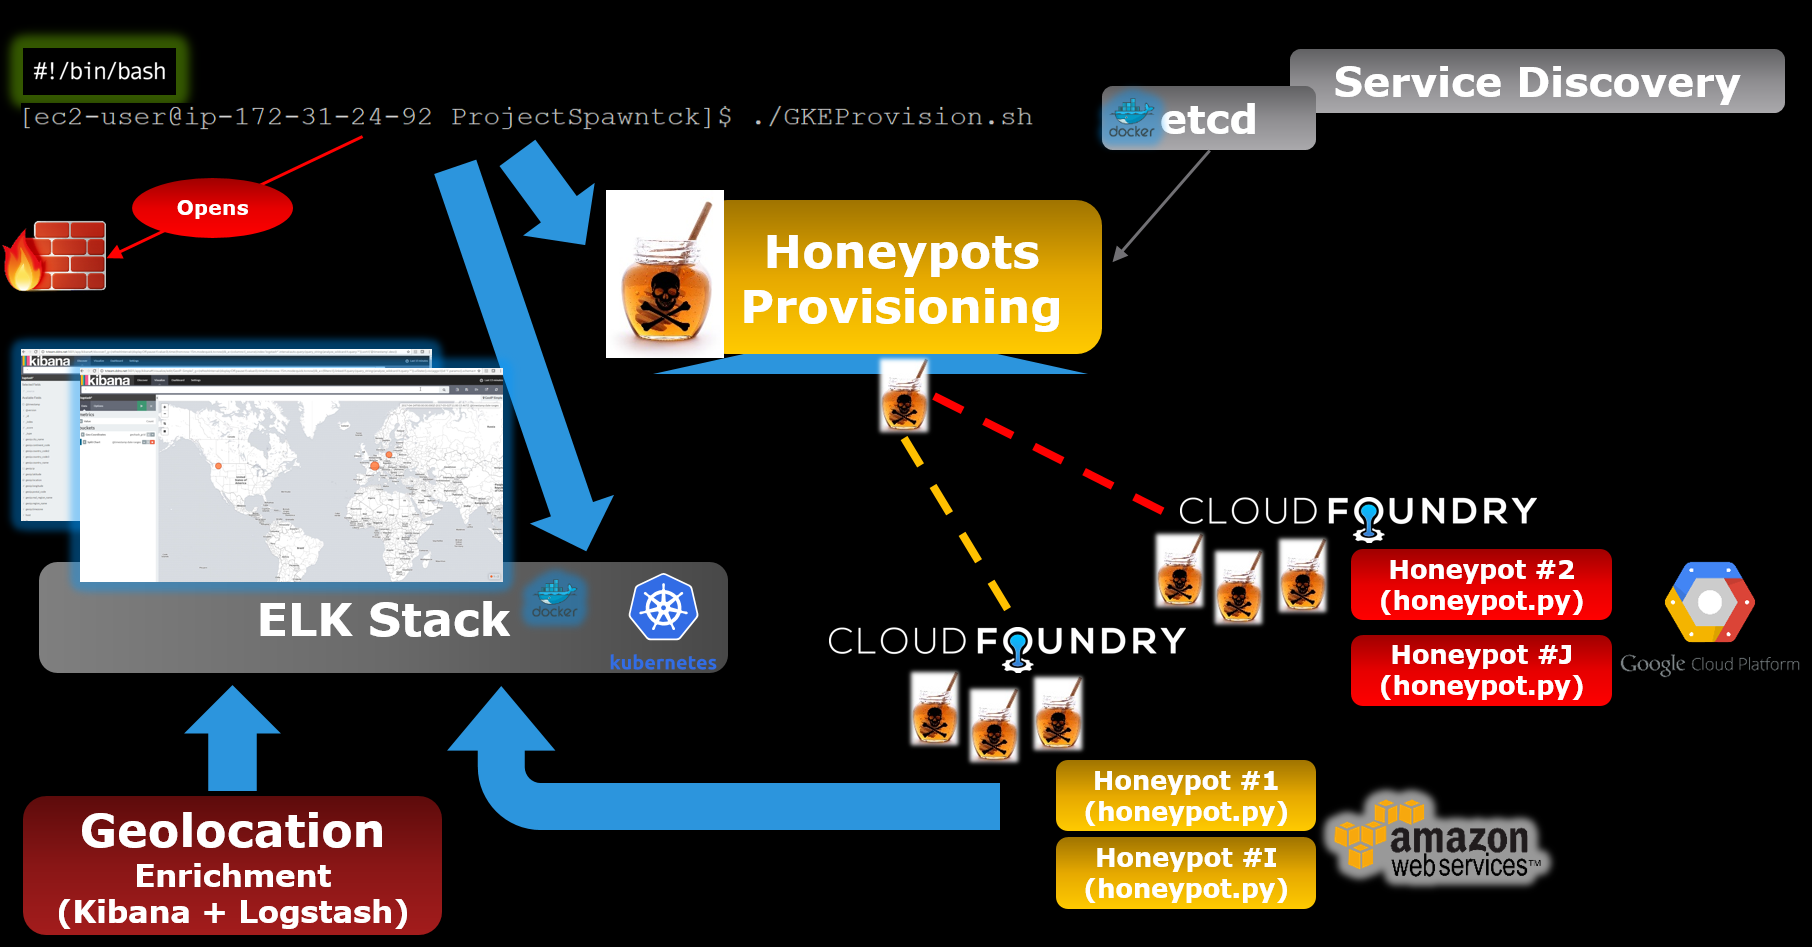 #!/bin/bash
[ec2-user@ip-172-31-24-92 ProjectSpawntck]$ ./GKEProvision.sh
Service Discovery
docker
etcd
Opens
Honeypots
Provisioning
kibana
kibana
ELK Stack
docker
kubernetes
CLOUD FOUNDRY
Honeypot #2
(honeypot.py)
Honeypot #J
(honeypot.py)
Google Cloud Platform
CLOUD FOUNDRY
Honeypot #1
(honeypot.py)
Honeypot #I
(honeypot.py)
amazon
web services™
Geolocation
Enrichment
(Kibana + Logstash)